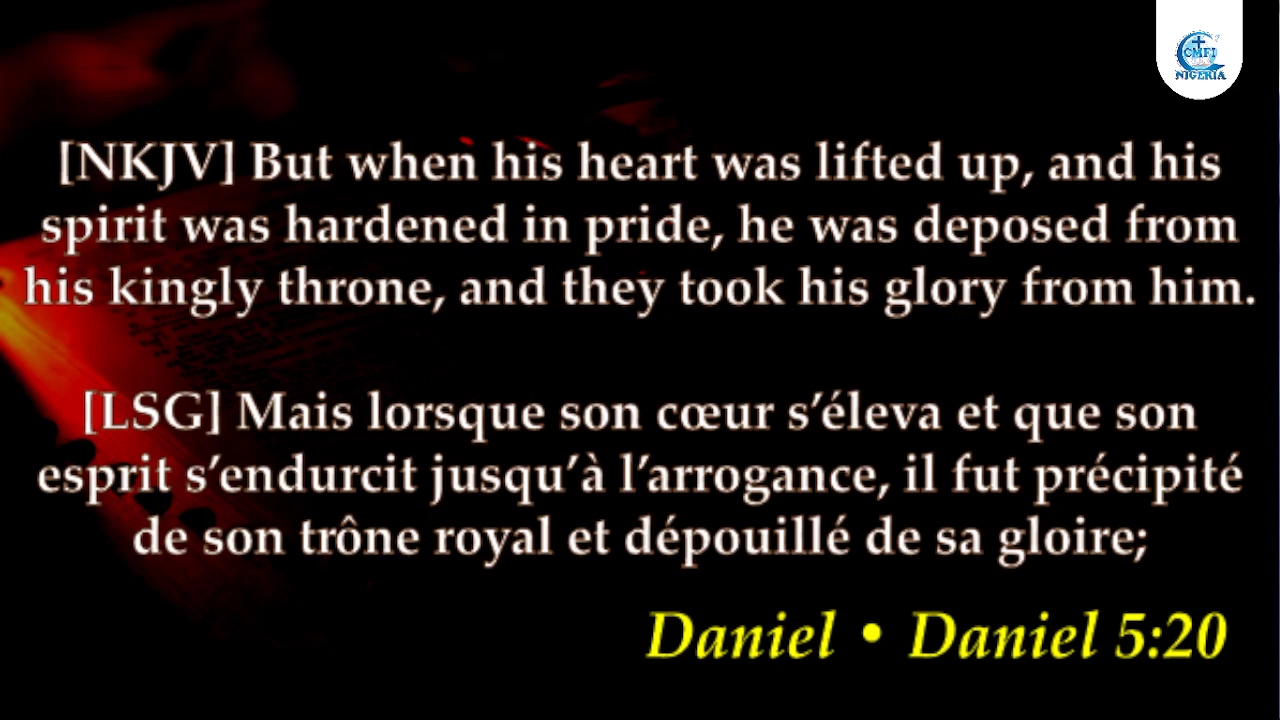 CMFI
NIGERIA
[NKJV] But when his heart was lifted up, and his
spirit was hardened in pride, he was deposed from
his kingly throne, and they took his glory from him.
[LSG] Mais lorsque son cœur s’éleva et que son
esprit s’endurcit jusqu’à l’arrogance, il fut précipité
de son trône royal et dépouillé de sa gloire;
Daniel • Daniel 5:20